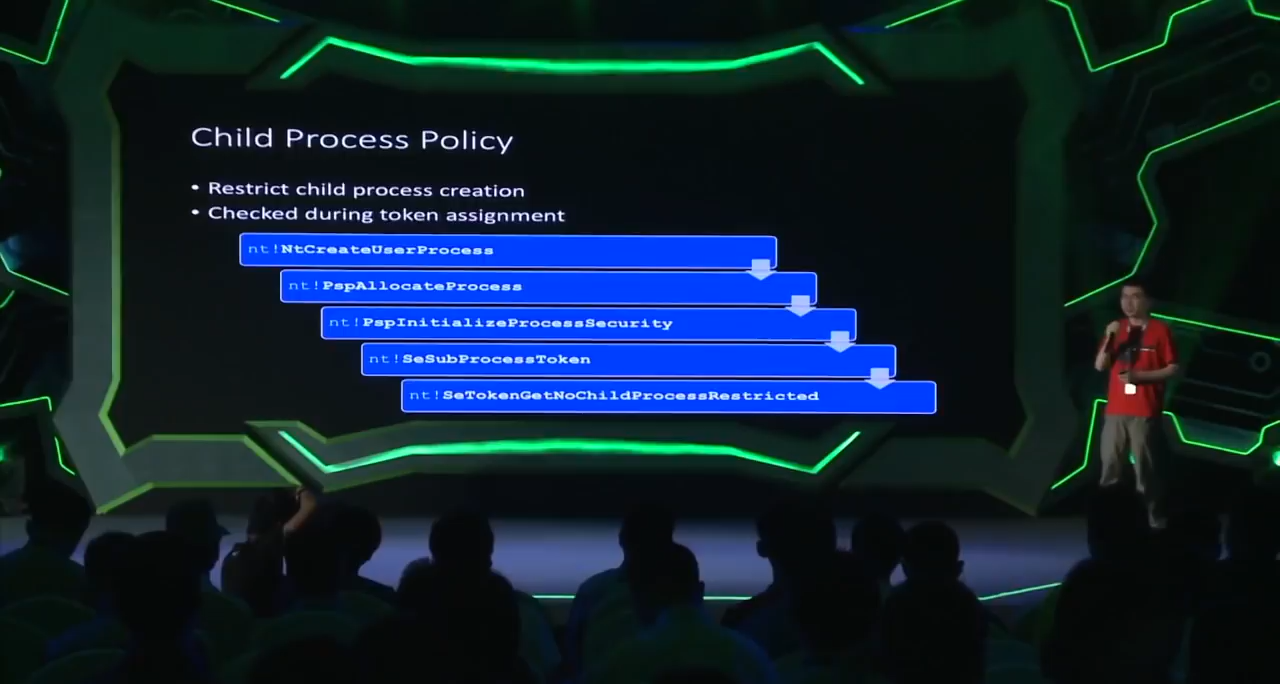 Child Process Policy
• Restrict child process creation
• Checked during token assignment
nt!NtCreateUserProcess
nt!PspAllocateProcess
nt!PspInitializeProcessSecurity
nt!SeSubProcessToken
nt!SeTokenGetNoChildProcessRestricted